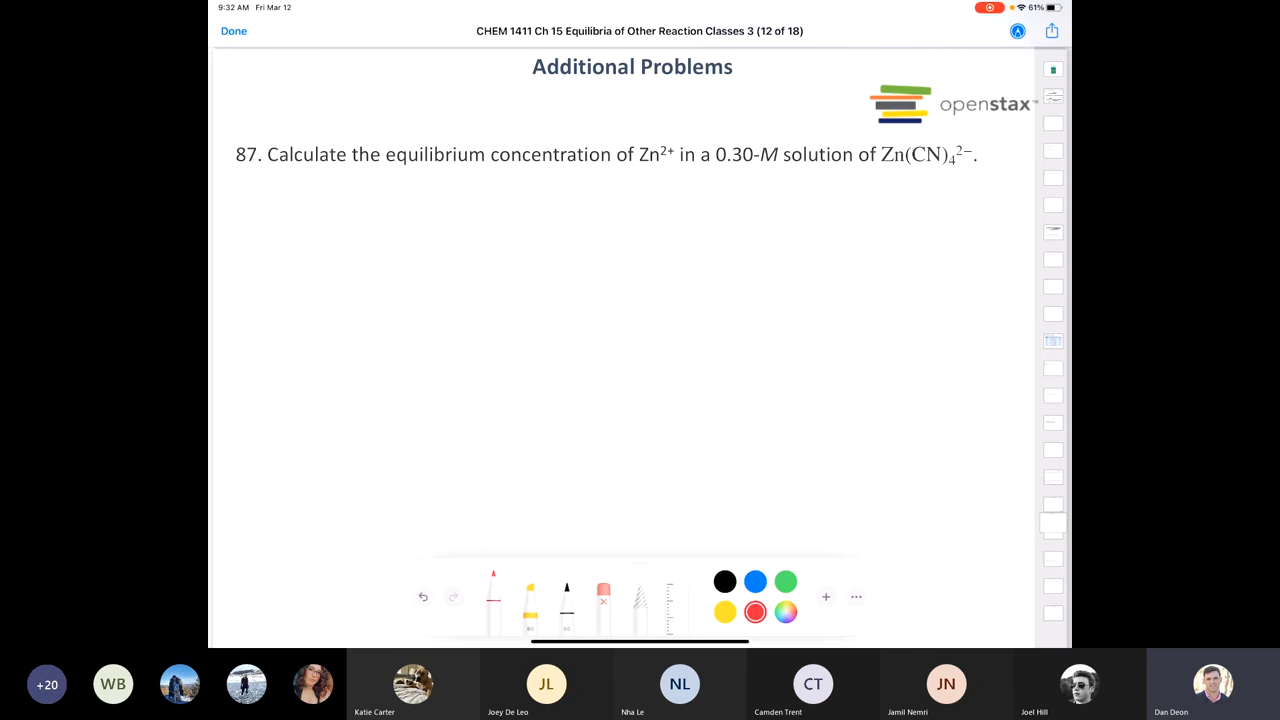 9:32 AM Fri Mar 12
61%
Done
CHEM 1411 Ch 15 Equilibria of Other Reaction Classes 3 (12 of 18)
Additional Problems
openstax™
87. Calculate the equilibrium concentration of Zn²⁺ in a 0.30-M solution of Zn(CN)₄²⁻.
+20
WB
JL
NL
CT
JN
Katie Carter
Joey De Leo
Nha Le
Camden Trent
Jamil Nemri
Joel Hill
Dan Deon